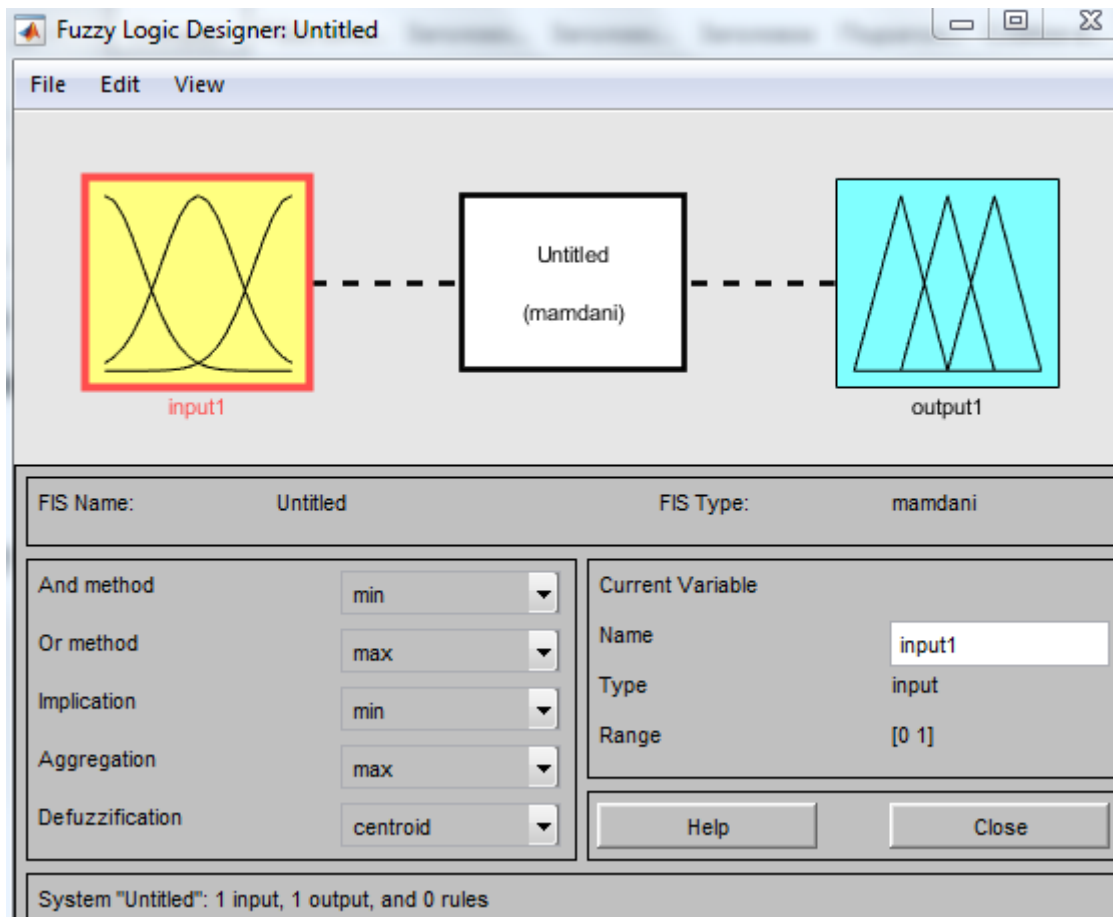 Fuzzy Logic Designer: Untitled
File Edit View
Untitled
(mamdani)
input1
output1
FIS Name: Untitled FIS Type: mamdani
And method min
Or method max
Implication min
Aggregation max
Defuzzification centroid
Current Variable
Name input1
Type input
Range [0 1]
Help Close
System "Untitled": 1 input, 1 output, and 0 rules